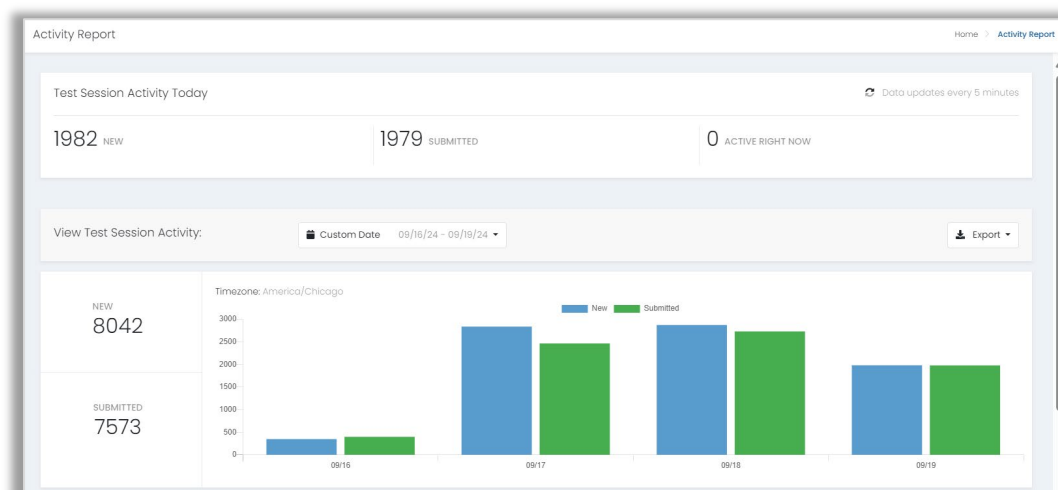 Activity Report
Home > Activity Report
Test Session Activity Today
Data updates every 5 minutes
1982 NEW
1979 SUBMITTED
0 ACTIVE RIGHT NOW
View Test Session Activity:
Custom Date 09/16/24 - 09/19/24
Export
NEW
8042
SUBMITTED
7573
Timezone: America/Chicago
New Submitted
3000
2500
2000
1500
1000
500
0
09/16 09/17 09/18 09/19